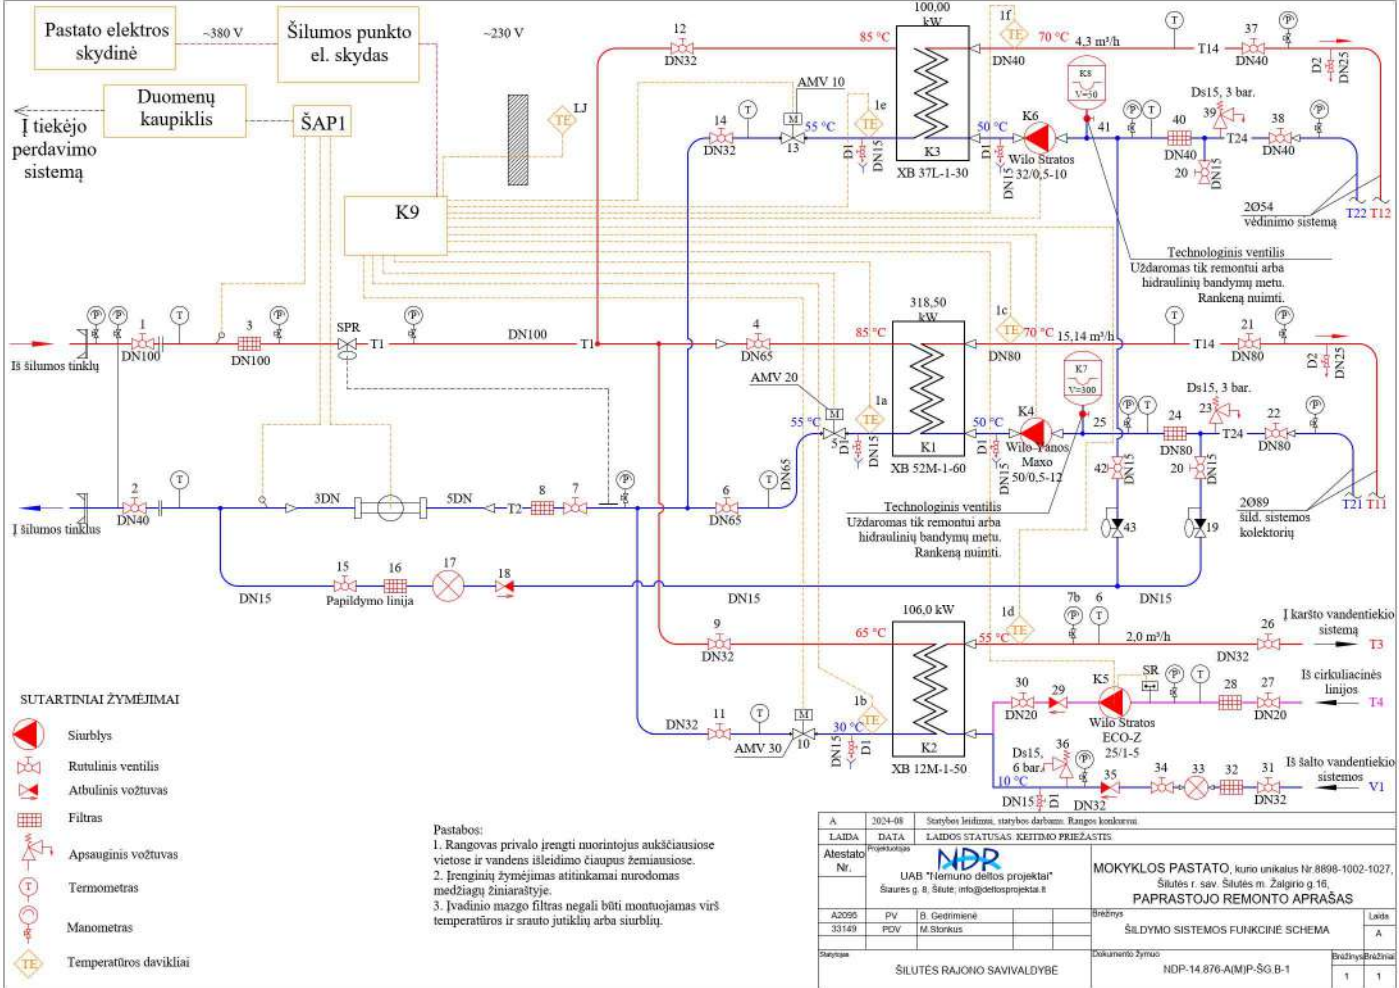 Pastato elektros
skydinė
~380 V
Šilumos punkto
el. skydas
~230 V
Duomenų
kaupiklis
ŠAP1
Į tiekėjo
perdavimo
sistemą
LJ
TE
K9
12
DN32
85 °C
100,00
kW
1f
TE
70 °C
DN40
4,3 m³/h
T
T14
37
DN40
P
D2
DN25
AMV 10
M
13
14
DN32
T
55 °C
1e
TE
D1
DN15
K3
XB 37L-1-30
50 °C
D1
DN15
K6
Wilo Stratos
32/0,5-10
K8
V=50
41
P
T
40
DN40
Ds15, 3 bar.
39
T24
20
DN15
38
DN40
2Ø54
vėdinimo sistemą
T22
T12
Technologinis ventilis
Uždaromas tik remontui arba
hidraulinių bandymų metu.
Rankeną nuimti.
Iš šilumos tinklų
P
P
1
DN100
T
3
DN100
P
SPR
T1
P
DN100
T1
4
DN65
85 °C
318,50
kW
1c
TE
70 °C
DN80
15,14 m³/h
T
T14
21
DN80
P
D2
DN25
AMV 20
M
5
55 °C
DN65
1a
TE
D1
DN15
K1
XB 52M-1-60
50 °C
D1
DN15
K4
Wilo Yanos
Maxo
50/0,5-12
K7
V=300
25
P
T
24
DN80
Ds15, 3 bar.
23
T24
22
DN80
P
42
DN15
20
DN15
2Ø89
šild. sistemos
kolektorių
T21
T11
Technologinis ventilis
Uždaromas tik remontui arba
hidraulinių bandymų metu.
Rankeną nuimti.
43
19
Į šilumos tinklus
2
DN40
T
3DN
5DN
T2
8
7
P
6
DN65
T
DN15
15
16
17
18
Papildymo linija
DN15
DN15
9
DN32
65 °C
106,0 kW
1d
TE
55 °C
7b
P
6
T
2,0 m³/h
26
DN32
Į karšto vandentiekio
sistemą
T3
DN32
11
T
AMV 30
M
10
30 °C
1b
TE
DN15
D1
K2
XB 12M-1-50
30
DN20
29
K5
Wilo Stratos
ECO-Z
25/1-5
SR
P
T
28
27
DN20
Iš cirkuliacinės
linijos
T4
Ds15,
6 bar.
36
P
10 °C
DN15
D1
35
DN32
34
33
32
31
DN32
Iš šalto vandentiekio
sistemos
V1
SUTARTINIAI ŽYMĖJIMAI
Siurblys
Rutulinis ventilis
Atbulinis vožtuvas
Filtras
Apsauginis vožtuvas
T
Termometras
Manometras
TE
Temperatūros davikliai
Pastabos:
1. Rangovas privalo įrengti nuorintojus aukščiausiose
vietose ir vandens išleidimo čiaupus žemiausiose.
2. Įrenginių žymėjimas atitinkamai nurodomas
medžiagų žiniaraštyje.
3. Įvadinio mazgo filtras negali būti montuojamas virš
temperatūros ir srauto jutiklių arba siurblių.
A
2024-08
Statybos leidimui, statybos darbams. Rangos konkursui.
LAIDA
DATA
LAIDOS STATUSAS. KEITIMO PRIEŽASTIS
Atestato
Nr.
Projektuotojas
NDP
UAB "Nemuno deltos projektai"
Šiaurės g. 8, Šilutė; info@deltosprojektai.lt
MOKYKLOS PASTATO, kurio unikalus Nr.8898-1002-1027,
Šilutės r. sav. Šilutės m. Žalgirio g.16,
PAPRASTOJO REMONTO APRAŠAS
A2095
PV
B. Gedrimienė
33149
PDV
M.Stonkus
Brėžinys
ŠILDYMO SISTEMOS FUNKCINĖ SCHEMA
Laida
A
Statytojas
ŠILUTĖS RAJONO SAVIVALDYBĖ
Dokumento žymuo
NDP-14.876-A(M)P-ŠG.B-1
Brėžinys
Brėžiniai
1
1